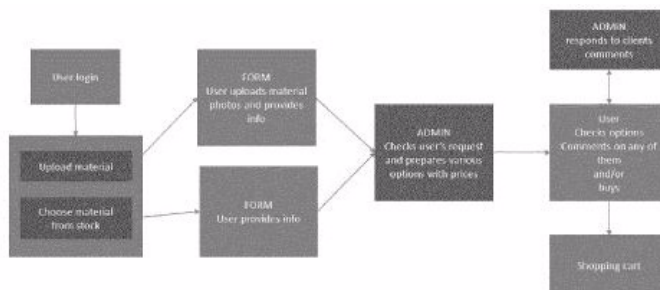 User login
Upload material
Choose material
from stock
FORM
User uploads material
photos and provides
info
FORM
User provides info
ADMIN
Checks user's request
and prepares various
options with prices
ADMIN
responds to clients
comments
User
Checks options
Comments on any of
them
and/or
buys
Shopping cart